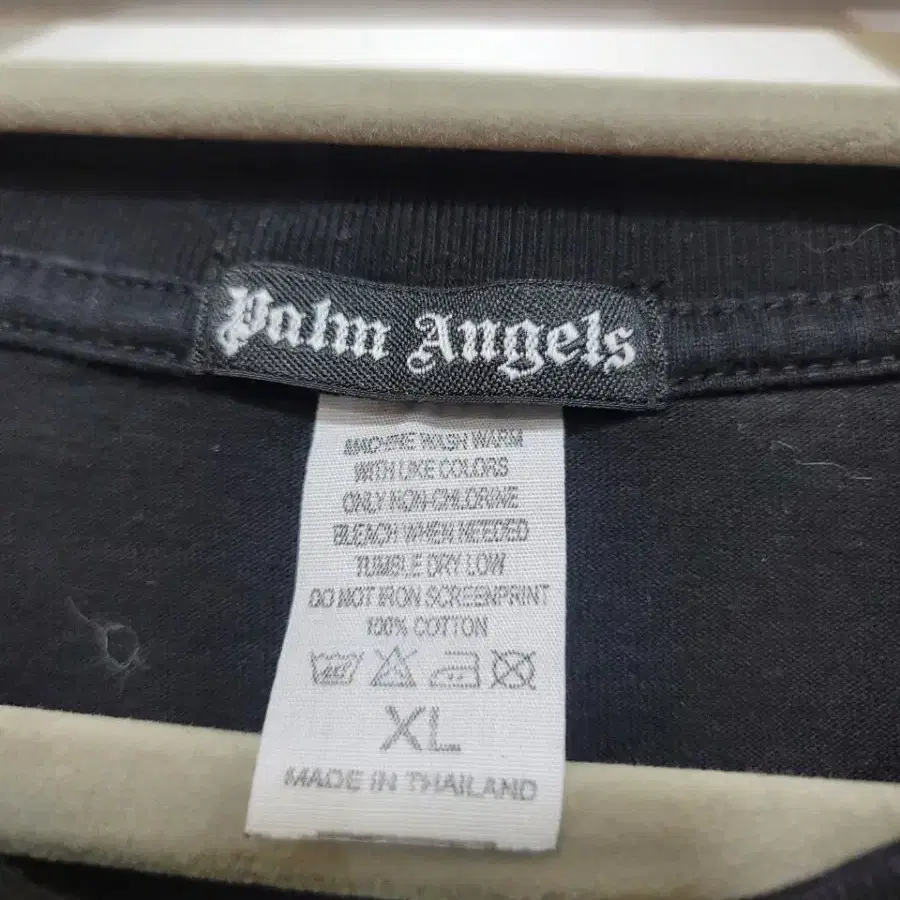 Palm Angels
MACHINE WASH WARM
WITH LIKE COLORS
ONLY NON-CHLORINE
BLEACH WHEN NEEDED
TUMBLE DRY LOW
DO NOT IRON SCREENPRINT
100% COTTON
XL
MADE IN THAILAND